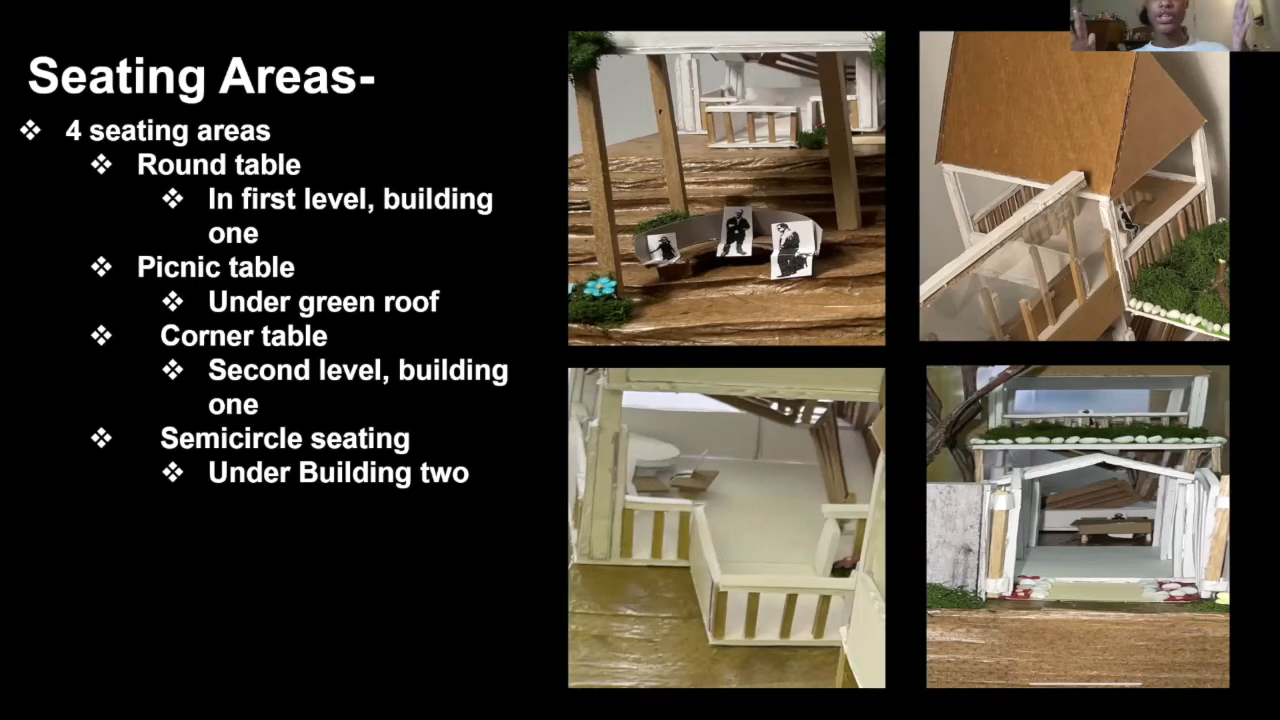 Seating Areas-
❖ 4 seating areas
❖ Round table
❖ In first level, building
one
❖ Picnic table
❖ Under green roof
❖ Corner table
❖ Second level, building
one
❖ Semicircle seating
❖ Under Building two